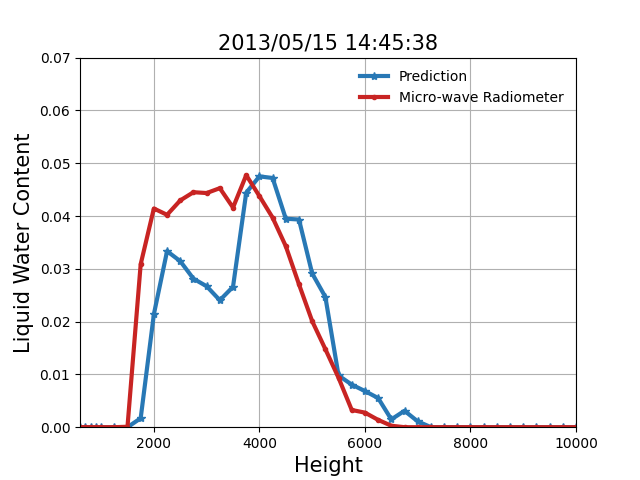 2013/05/15 14:45:38
0.07
0.06
0.05
0.04
0.03
0.02
0.01
0.00
Liquid Water Content
Prediction
Micro-wave Radiometer
2000 4000 6000 8000 10000
Height